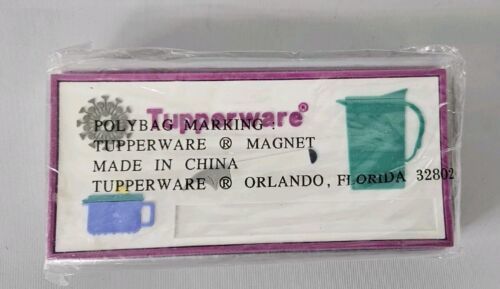 Tupperware®
POLYBAG MARKING :
TUPPERWARE ® MAGNET
MADE IN CHINA
TUPPERWARE ® ORLANDO, FLORIDA 32802